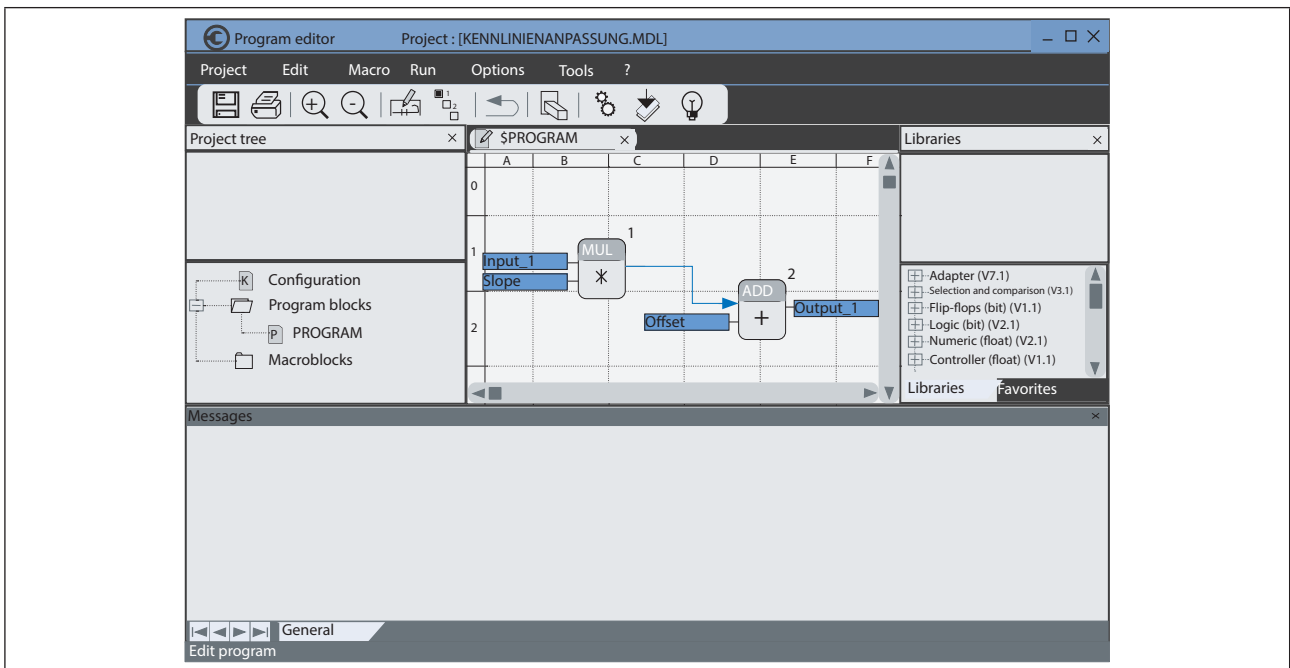 Program editor Project : [KENNLINIENANPASSUNG.MDL]
Project Edit Macro Run Options Tools ?
1
2
Project tree
$PROGRAM
Libraries
A B C D E F
0
1
2
MUL
1
Input_1
Slope
*
ADD
2
Offset
+
Output_1
K Configuration
Program blocks
P PROGRAM
Macroblocks
Adapter (V7.1)
Selection and comparison (V3.1)
Flip-flops (bit) (V1.1)
Logic (bit) (V2.1)
Numeric (float) (V2.1)
Controller (float) (V1.1)
Libraries Favorites
Messages
General
Edit program